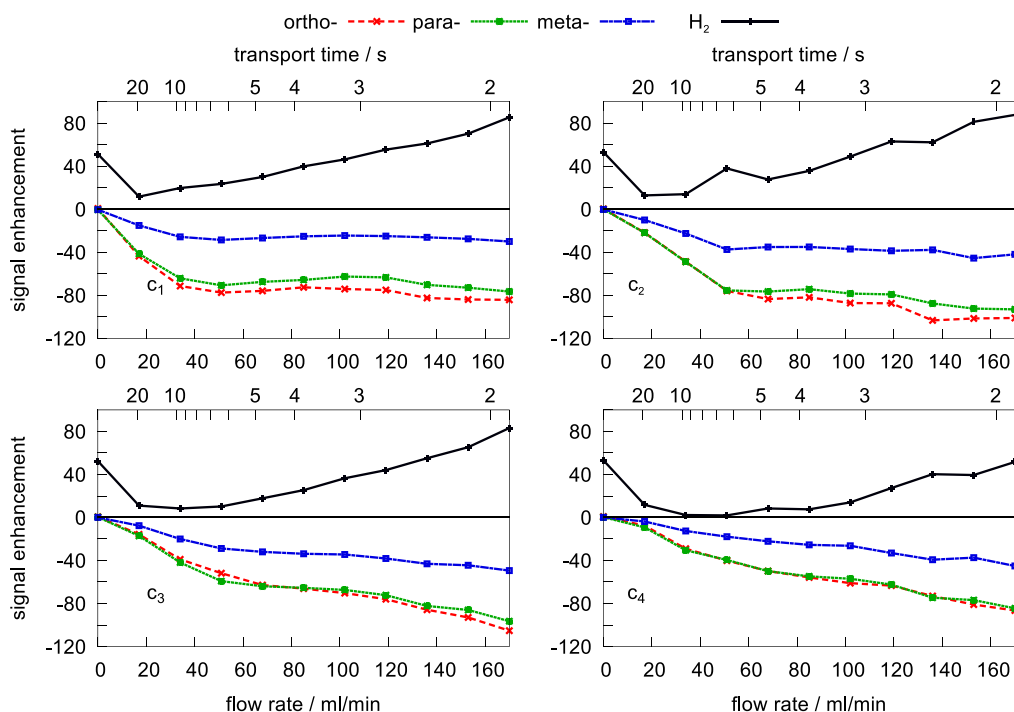 ortho- para- meta- H₂
transport time / s transport time / s
20 10 5 4 3 2 20 10 5 4 3 2
signal enhancement
80
40
0
-40
-80
-120
c₁
80
40
0
-40
-80
-120
c₂
0 20 40 60 80 100 120 140 160 0 20 40 60 80 100 120 140 160
20 10 5 4 3 2 20 10 5 4 3 2
signal enhancement
80
40
0
-40
-80
-120
c₃
80
40
0
-40
-80
-120
c₄
0 20 40 60 80 100 120 140 160 0 20 40 60 80 100 120 140 160
flow rate / ml/min flow rate / ml/min